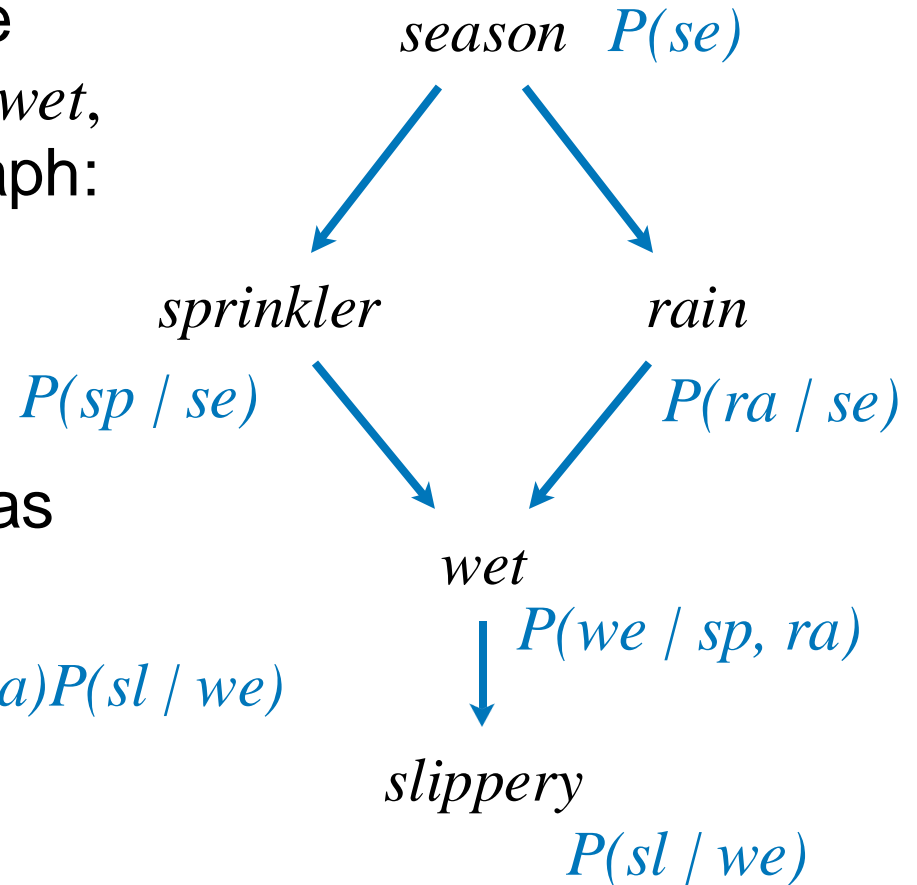 season P(se)
wet,
aph:
sprinkler rain
P(sp | se) P(ra | se)
as
wet
P(we | sp, ra)
a)P(sl | we)
slippery
P(sl | we)